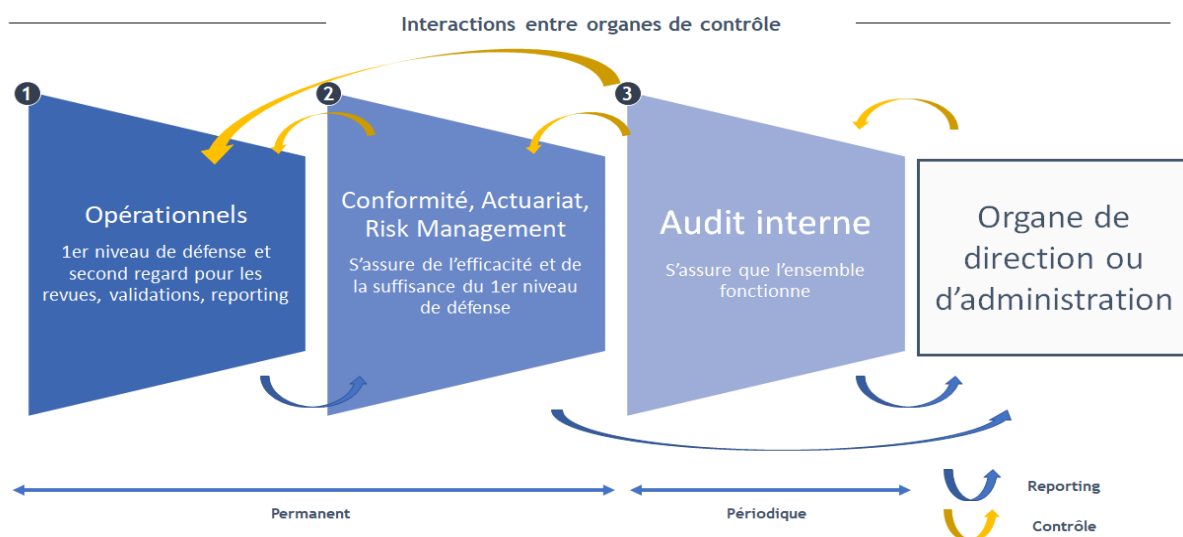 Interactions entre organes de contrôle
1
2
3
Opérationnels
1er niveau de défense et
second regard pour les
revues, validations, reporting
Conformité, Actuariat,
Risk Management
S’assure de l’efficacité et de
la suffisance du 1er niveau
de défense
Audit interne
S’assure que l’ensemble
fonctionne
Organe de
direction ou
d’administration
Permanent
Périodique
Reporting
Contrôle